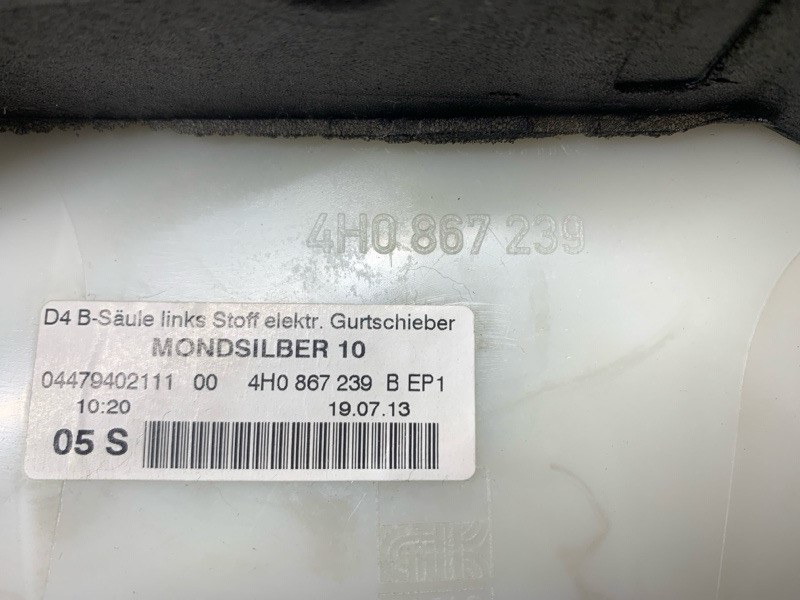 4H0 867 239
D4 B-Säule links Stoff elektr. Gurtschieber
MONDSILBER 10
04479402111 00 4H0 867 239 B EP1
10:20 19.07.13
05 S